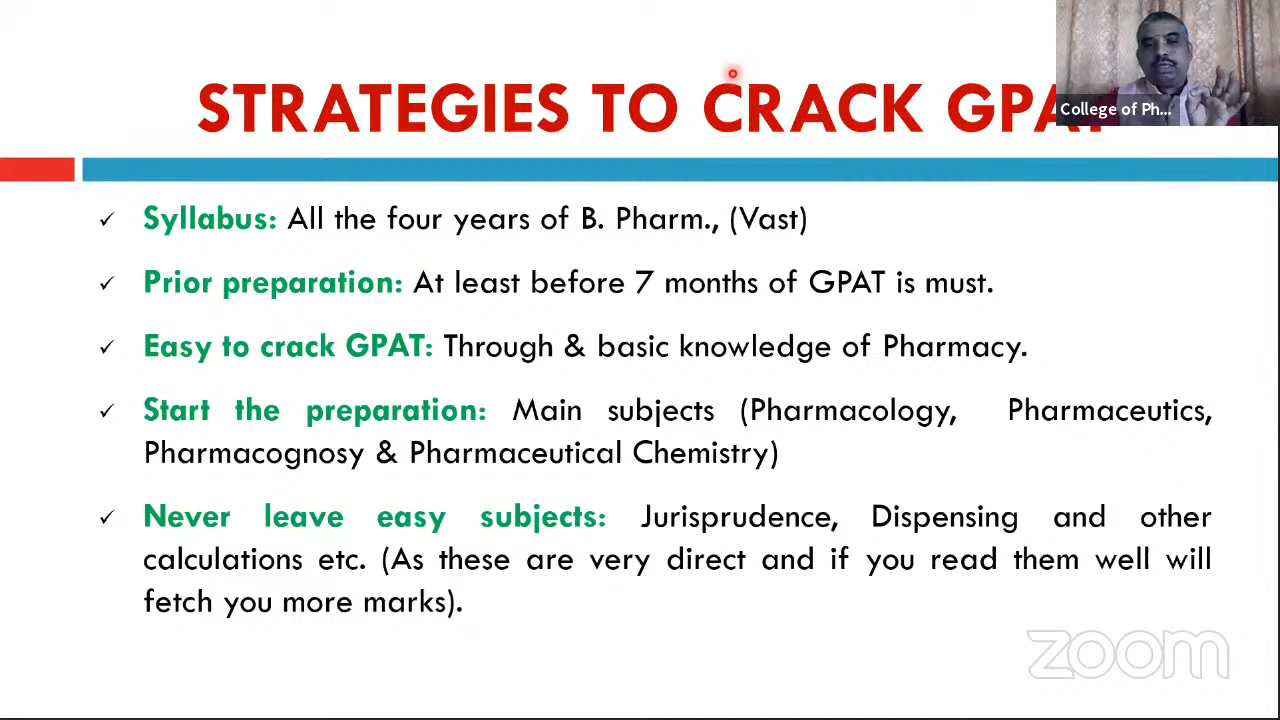 STRATEGIES TO CRACK GPAT
College of Ph...
Syllabus: All the four years of B. Pharm., (Vast)
Prior preparation: At least before 7 months of GPAT is must.
Easy to crack GPAT: Through & basic knowledge of Pharmacy.
Start the preparation: Main subjects (Pharmacology, Pharmaceutics,
Pharmacognosy & Pharmaceutical Chemistry)
Never leave easy subjects: Jurisprudence, Dispensing and other
calculations etc. (As these are very direct and if you read them well will
fetch you more marks).
zoom